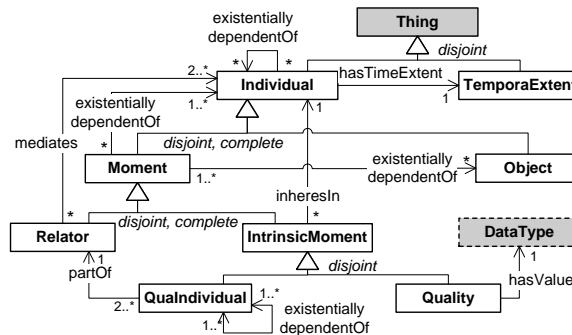 Thing
existentially
dependentOf
disjoint
*
*
2..*
Individual
hasTimeExtent
1
TemporaExtent
existentially
dependentOf
1..*
1
mediates
*
disjoint, complete
Moment
1..*
existentially
dependentOf
*
Object
inheresIn
*
disjoint, complete
*
Relator
IntrinsicMoment
DataType
1
partOf
disjoint
1
hasValue
2..*
QuaIndividual
1..*
Quality
1..*
existentially
dependentOf